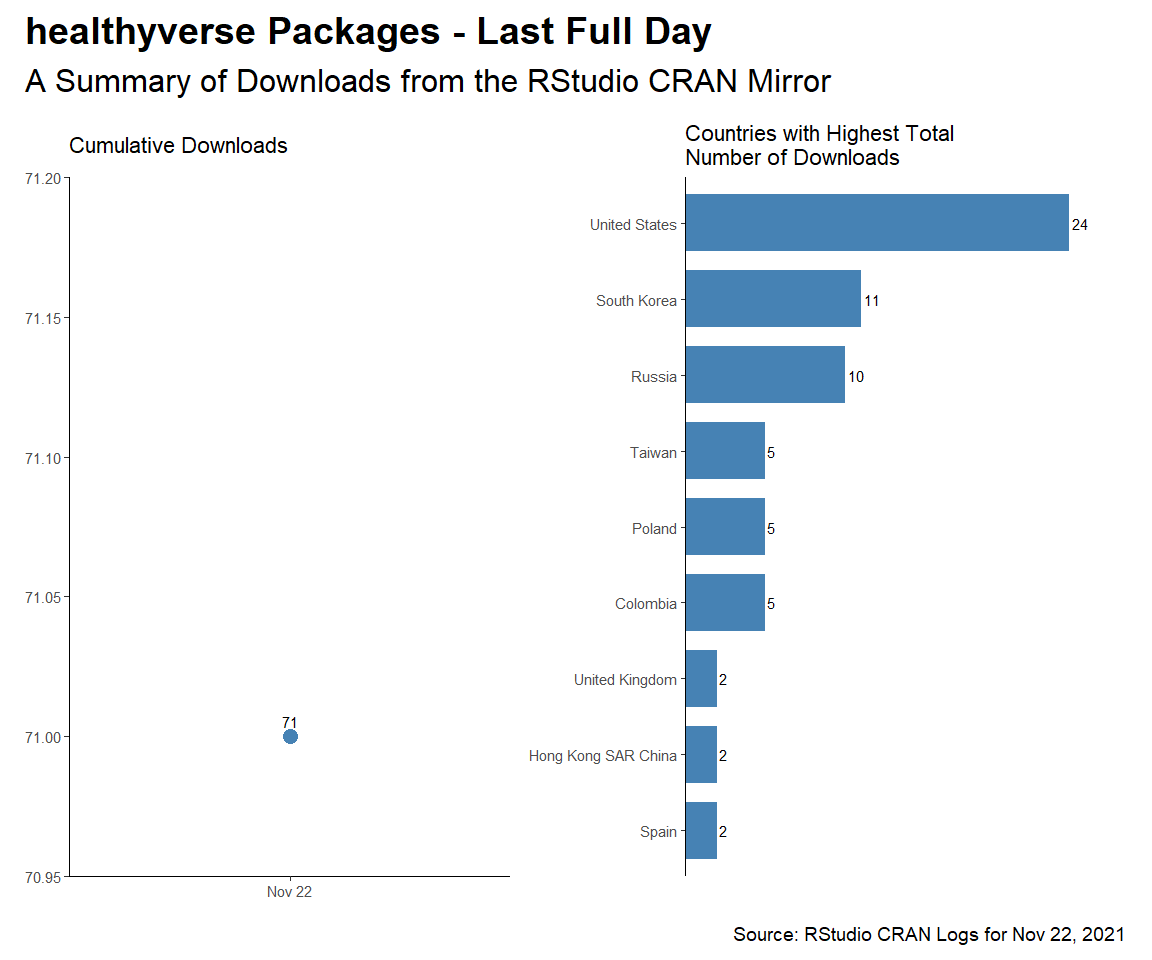 healthyverse Packages - Last Full Day
A Summary of Downloads from the RStudio CRAN Mirror
Cumulative Downloads
71.20
71.15
71.10
71.05
71.00
70.95
71
Nov 22
Countries with Highest Total
Number of Downloads
United States 24
South Korea 11
Russia 10
Taiwan 5
Poland 5
Colombia 5
United Kingdom 2
Hong Kong SAR China 2
Spain 2
Source: RStudio CRAN Logs for Nov 22, 2021